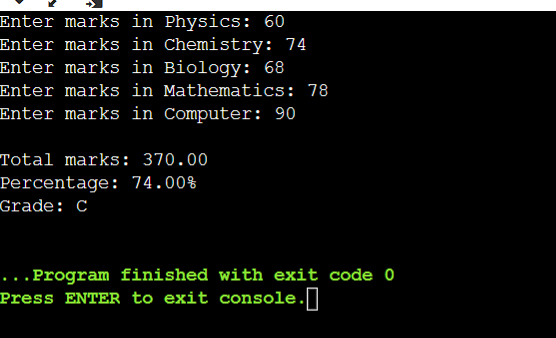 Enter marks in Physics: 60
Enter marks in Chemistry: 74
Enter marks in Biology: 68
Enter marks in Mathematics: 78
Enter marks in Computer: 90
Total marks: 370.00
Percentage: 74.00%
Grade: C
...Program finished with exit code 0
Press ENTER to exit console.